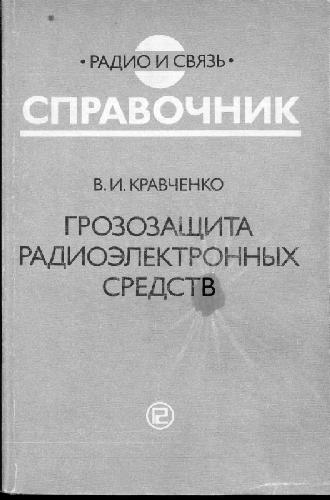 • РАДИО И СВЯЗЬ •
СПРАВОЧНИК
В. И. КРАВЧЕНКО
ГРОЗОЗАЩИТА
РАДИОЭЛЕКТРОННЫХ
СРЕДСТВ